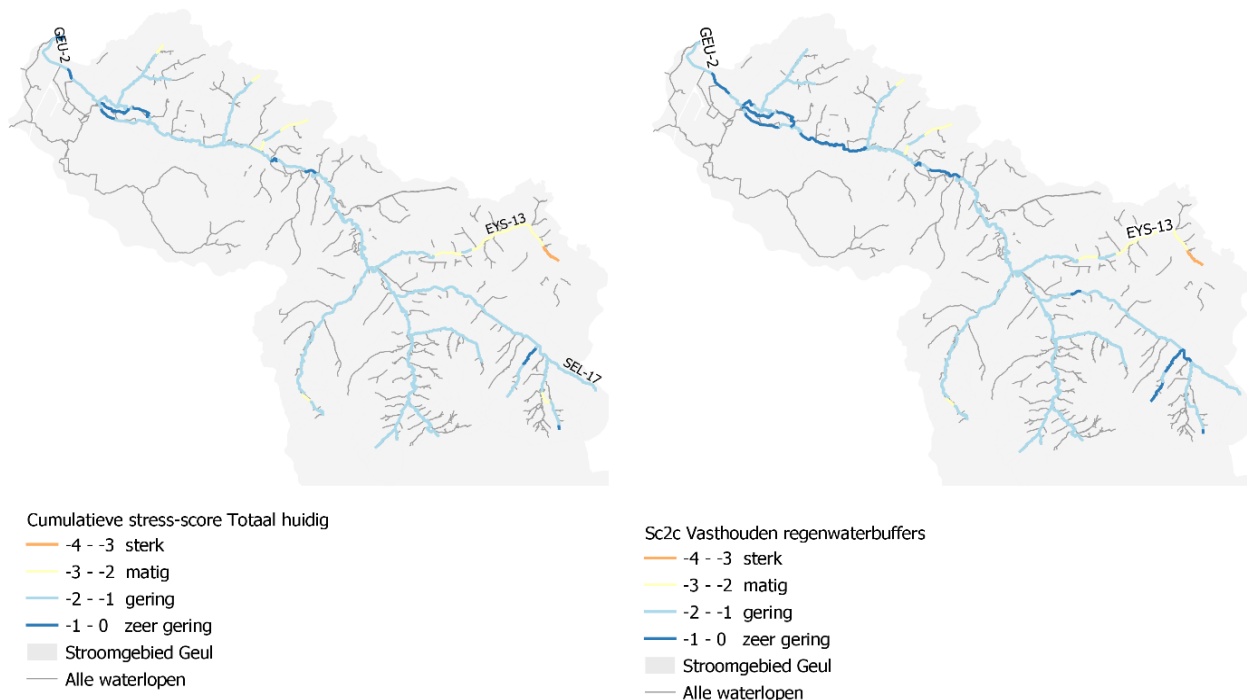 GEU-2
EYS-13
SEL-17
Cumulatieve stress-score Totaal huidig
-4 - -3 sterk
-3 - -2 matig
-2 - -1 gering
-1 - 0 zeer gering
Stroomgebied Geul
Alle waterlopen
GEU-2
EYS-13
Sc2c Vasthouden regenwaterbuffers
-4 - -3 sterk
-3 - -2 matig
-2 - -1 gering
-1 - 0 zeer gering
Stroomgebied Geul
Alle waterlopen